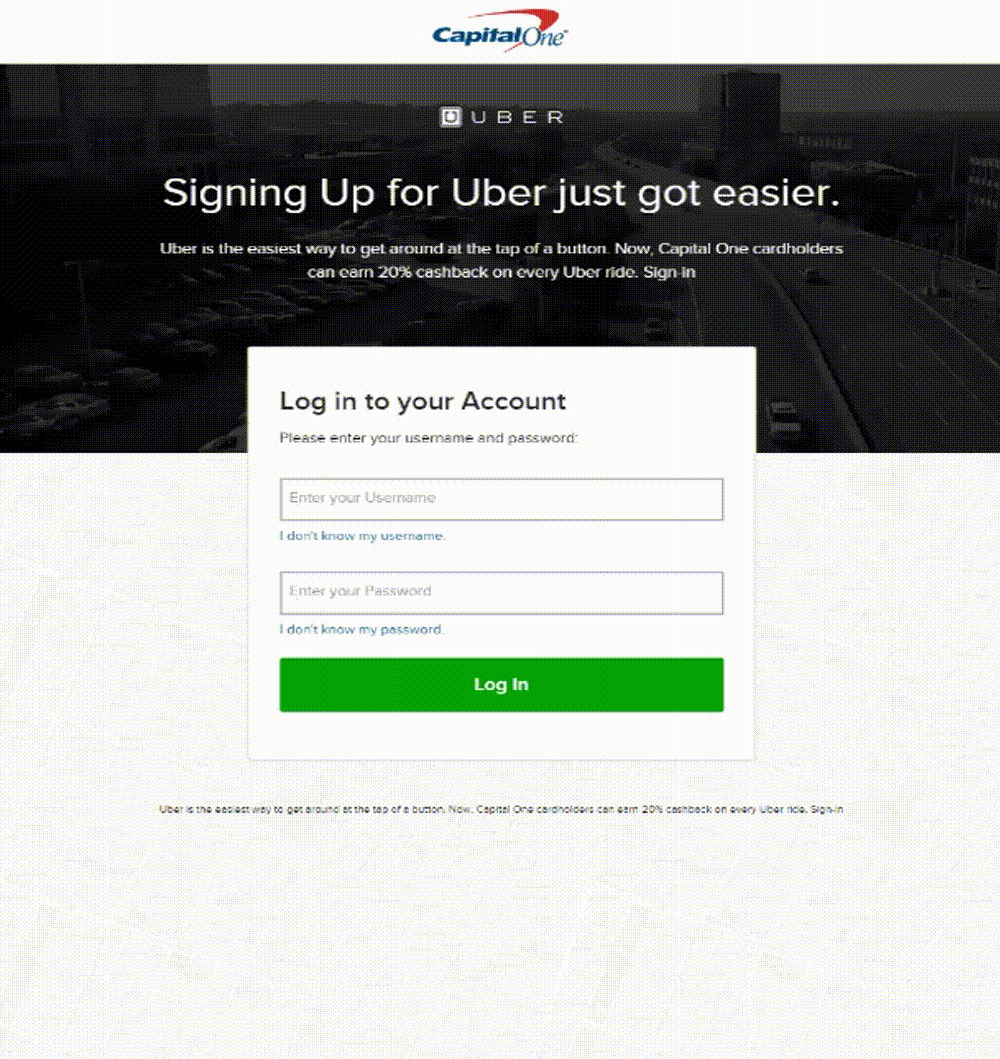 CapitalOne
UBER
Signing Up for Uber just got easier.
Uber is the easiest way to get around at the tap of a button. Now, Capital One cardholders
can earn 20% cashback on every Uber ride. Sign-in
Log in to your Account
Please enter your username and password:
Enter your Username
I don't know my username.
Enter your Password
I don't know my password.
Log In
Uber is the easiest way to get around at the tap of a button. Now, Capital One cardholders can earn 20% cashback on every Uber ride. Sign-in